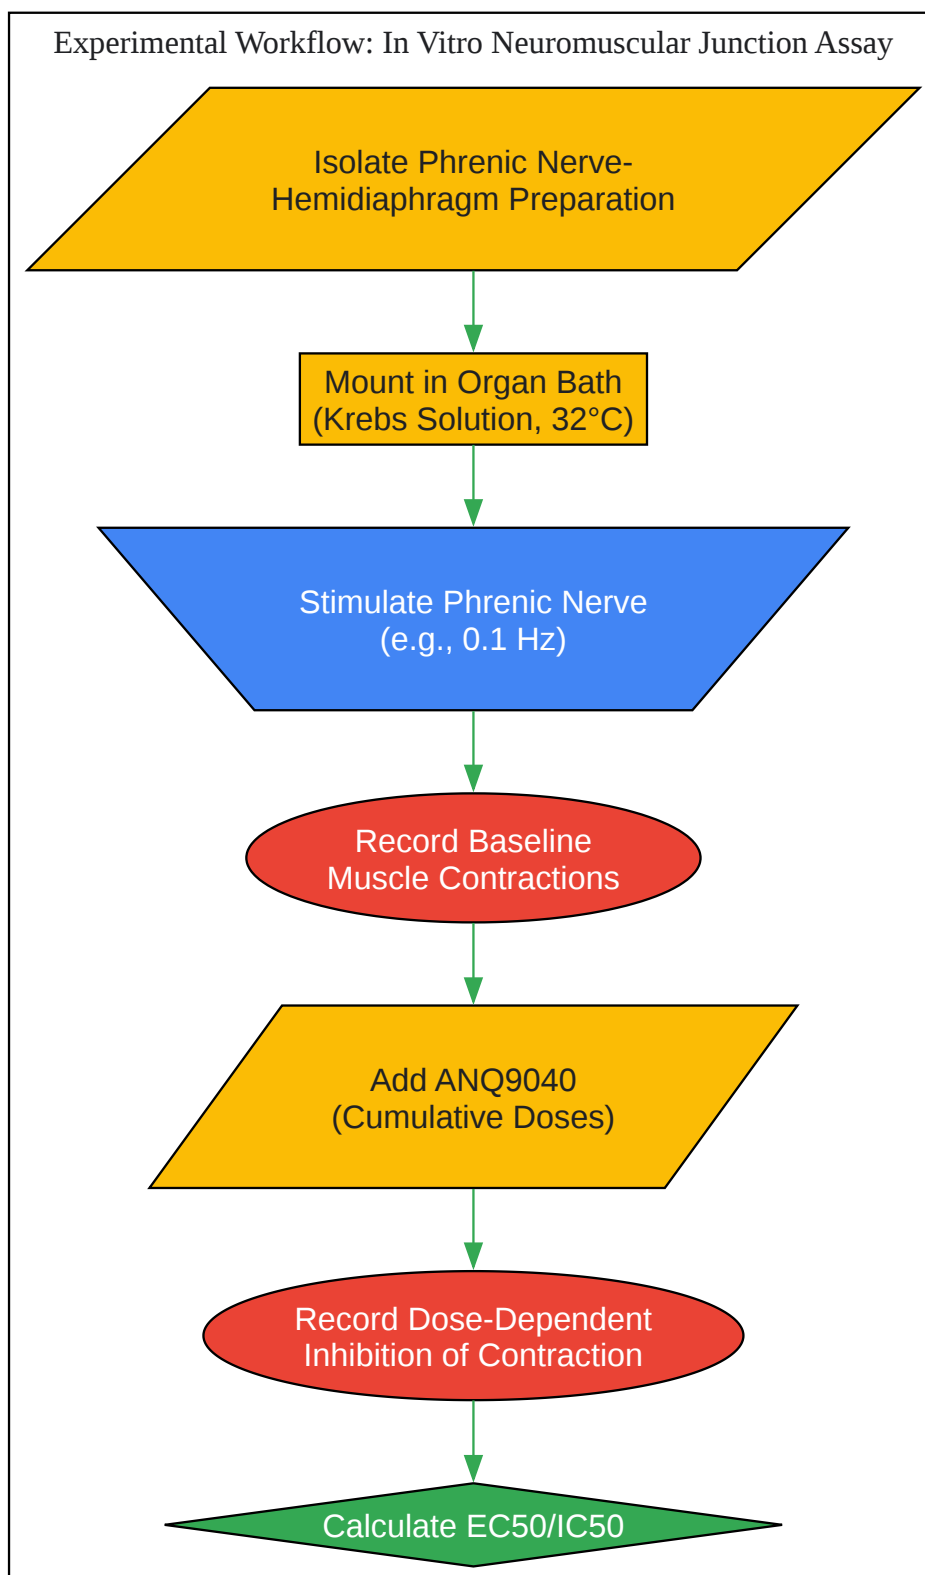 Experimental Workflow: In Vitro Neuromuscular Junction Assay
Isolate Phrenic Nerve-
Hemidiaphragm Preparation
Mount in Organ Bath
(Krebs Solution, 32°C)
Stimulate Phrenic Nerve
(e.g., 0.1 Hz)
Record Baseline
Muscle Contractions
Add ANQ9040
(Cumulative Doses)
Record Dose-Dependent
Inhibition of Contraction
Calculate EC50/IC50